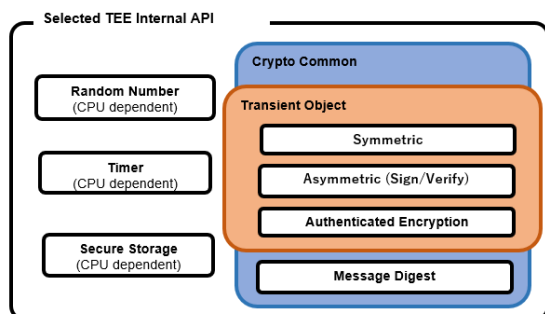 Selected TEE Internal API
Random Number
(CPU dependent)
Timer
(CPU dependent)
Secure Storage
(CPU dependent)
Crypto Common
Transient Object
Symmetric
Asymmetric (Sign/Verify)
Authenticated Encryption
Message Digest